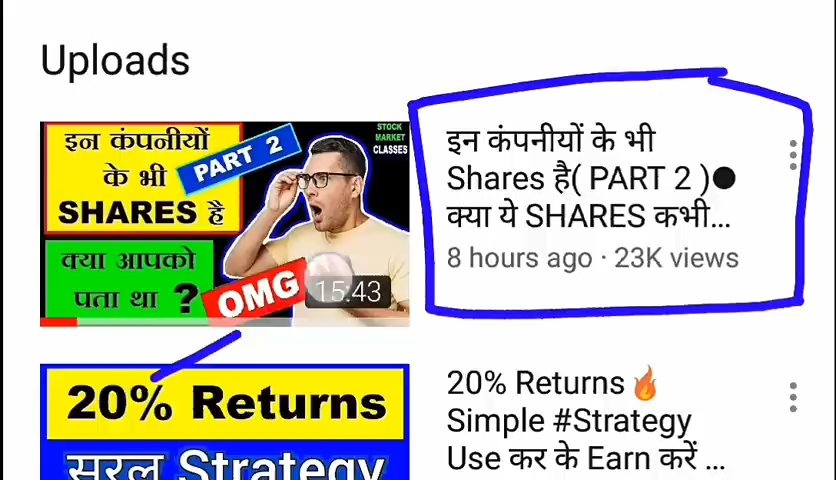 Uploads
इन कंपनीयों
के भी
SHARES है
PART 2
STOCK
MARKET
CLASSES
क्या आपको
पता था ?
OMG
15:43
इन कंपनीयों के भी
Shares है( PART 2 )●
क्या ये SHARES कभी...
8 hours ago · 23K views
20% Returns
सरल Strategy
20% Returns🔥
Simple #Strategy
Use कर के Earn करें ...